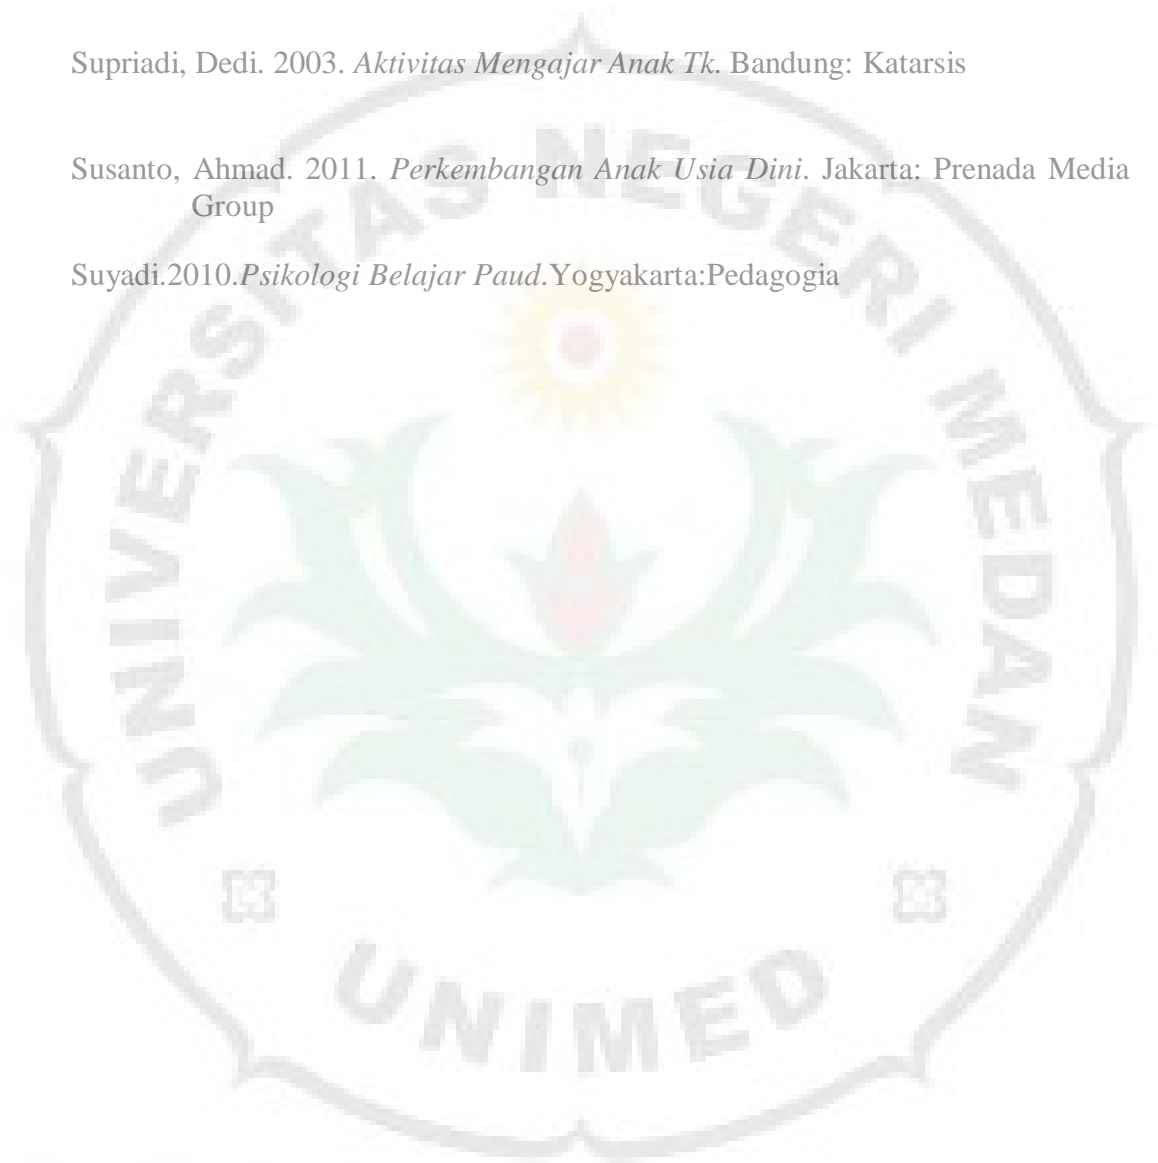 Supriadi, Dedi. 2003. Aktivitas Mengajar Anak Tk. Bandung: Katarsis
Susanto, Ahmad. 2011. Perkembangan Anak Usia Dini. Jakarta: Prenada Media
Group
Suyadi.2010.Psikologi Belajar Paud.Yogyakarta:Pedagogia
UNIVERSITAS NEGERI MEDAN
UNIMED